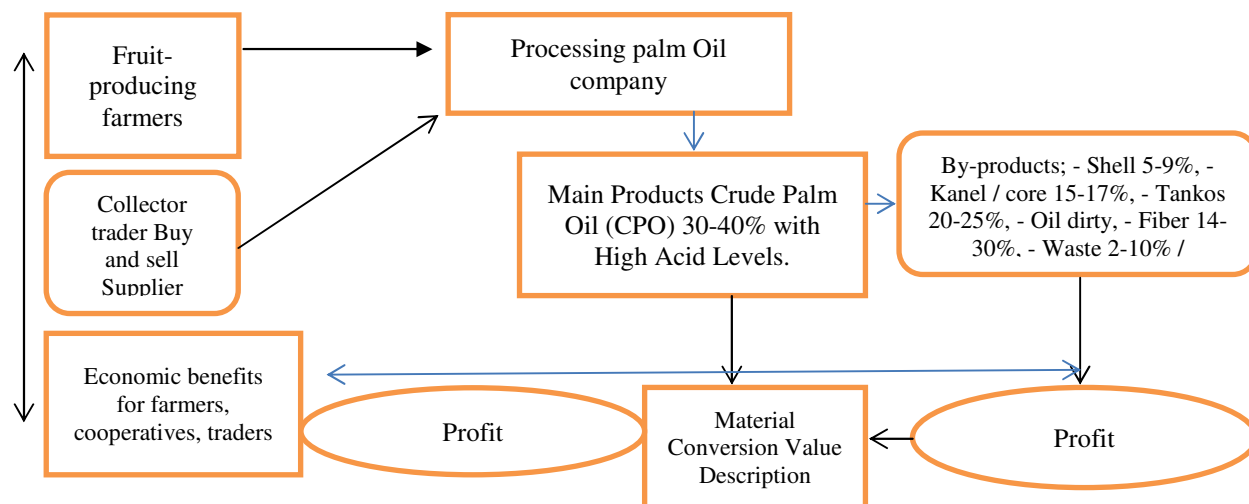 Fruit-
producing
farmers
Processing palm Oil
company
Collector
trader Buy
and sell
Supplier
Main Products Crude Palm
Oil (CPO) 30-40% with
High Acid Levels.
By-products; - Shell 5-9%, -
Kanel / core 15-17%, - Tankos
20-25%, - Oil dirty, - Fiber 14-
30%, - Waste 2-10% /
Economic benefits
for farmers,
cooperatives, traders
Profit
Material
Conversion Value
Description
Profit